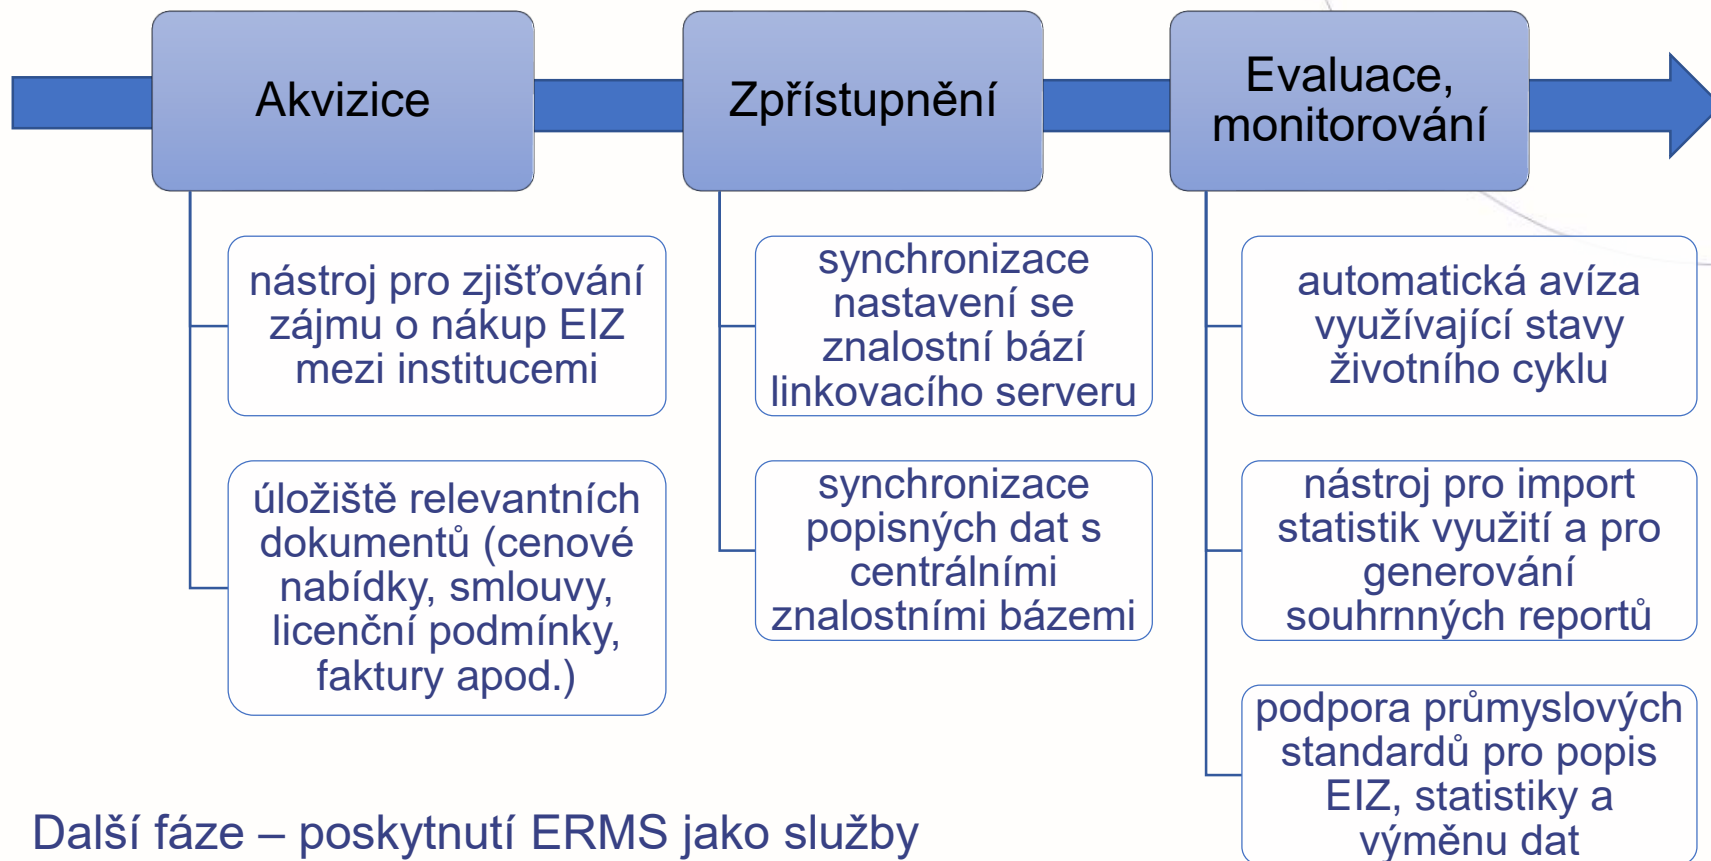 Akvizice
nástroj pro zjišťování
zájmu o nákup EIZ
mezi institucemi
úložiště relevantních
dokumentů (cenové
nabídky, smlouvy,
licenční podmínky,
faktury apod.)
Zpřístupnění
synchronizace
nastavení se
znalostní bází
linkovacího serveru
synchronizace
popisných dat s
centrálními
znalostními bázemi
Evaluace,
monitorování
automatická avíza
využívající stavy
životního cyklu
nástroj pro import
statistik využití a pro
generování
souhrnných reportů
podpora průmyslových
standardů pro popis
EIZ, statistiky a
výměnu dat
Další fáze – poskytnutí ERMS jako služby